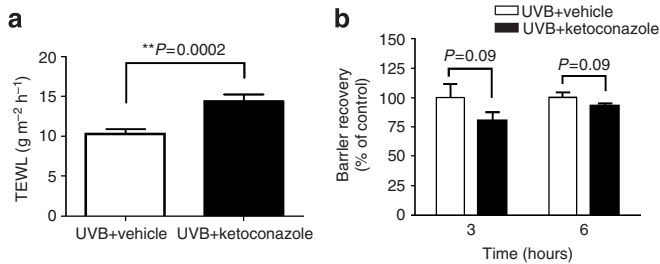 a
**P=0.0002
TEWL (g m⁻² h⁻¹)
20
15
10
5
0
UVB+vehicle
UVB+ketoconazole
b
UVB+vehicle
UVB+ketoconazole
Barrier recovery
(% of control)
150
125
100
75
50
25
0
P=0.09
P=0.09
3
6
Time (hours)